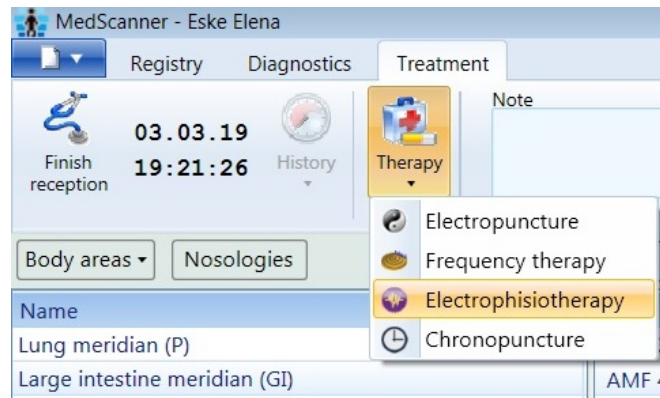 MedScanner - Eske Elena
Registry Diagnostics Treatment
Finish
reception
03.03.19
19:21:26
History
Therapy
Note
Electropuncture
Frequency therapy
Electrophisiotherapy
Chronopuncture
Body areas
Nosologies
Name
Lung meridian (P)
Large intestine meridian (GI)
AMF